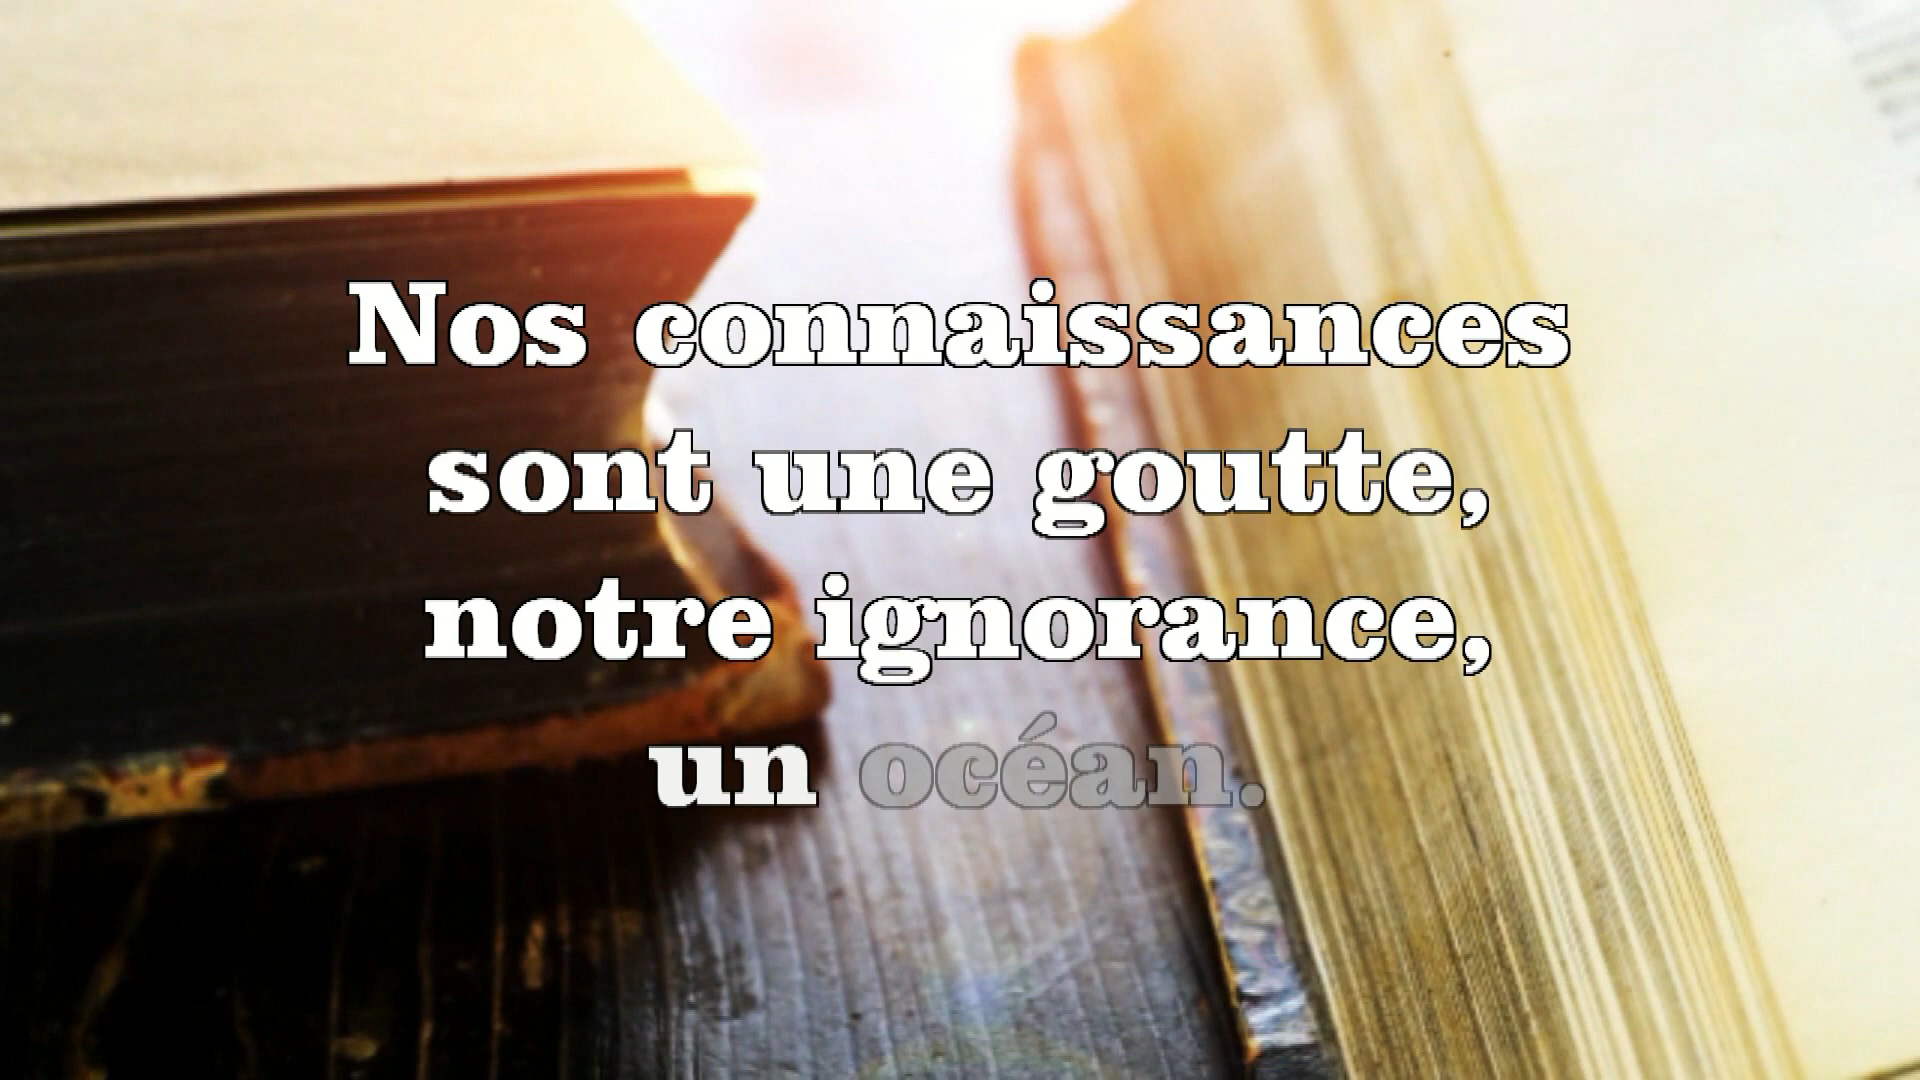 Nos connaissances
sont une goutte,
notre ignorance,
un océan.